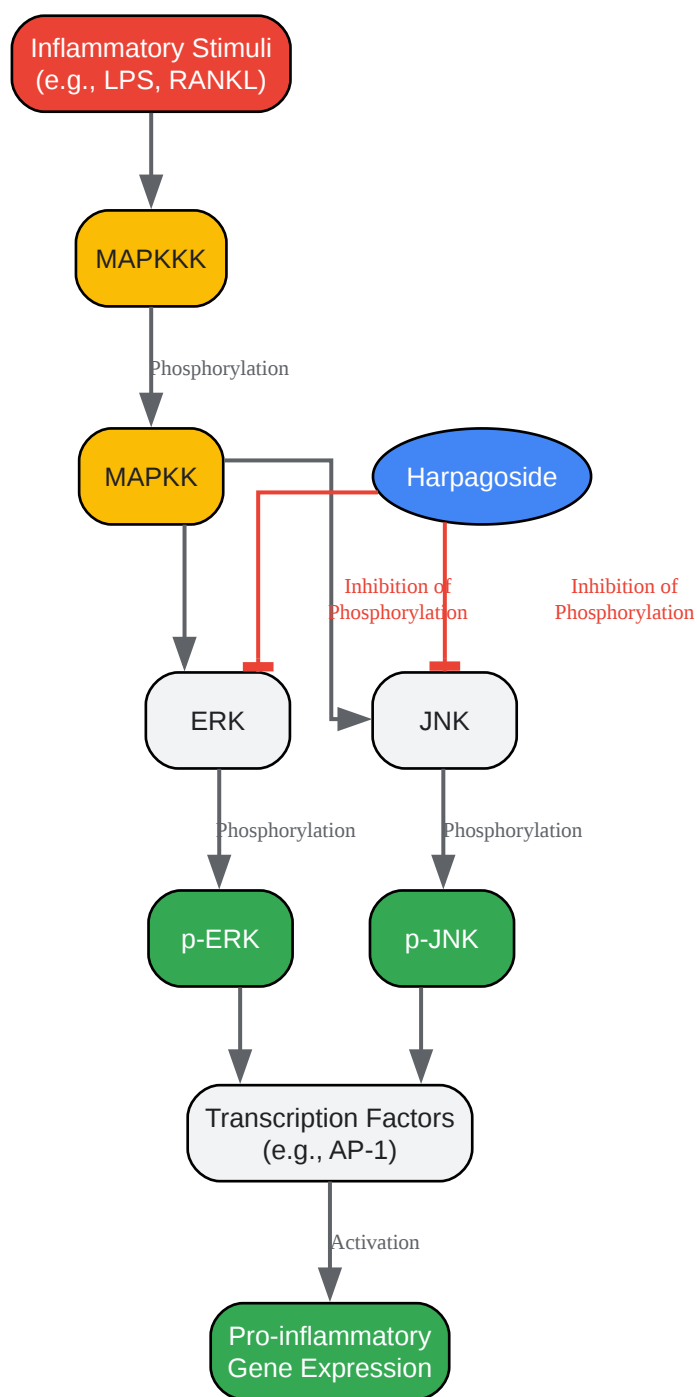 Inflammatory Stimuli
(e.g., LPS, RANKL)
MAPKKK
Phosphorylation
MAPKK
Harpagoside
Inhibition of
Phosphorylation
Inhibition of
Phosphorylation
ERK
JNK
Phosphorylation
Phosphorylation
p-ERK
p-JNK
Transcription Factors
(e.g., AP-1)
Activation
Pro-inflammatory
Gene Expression